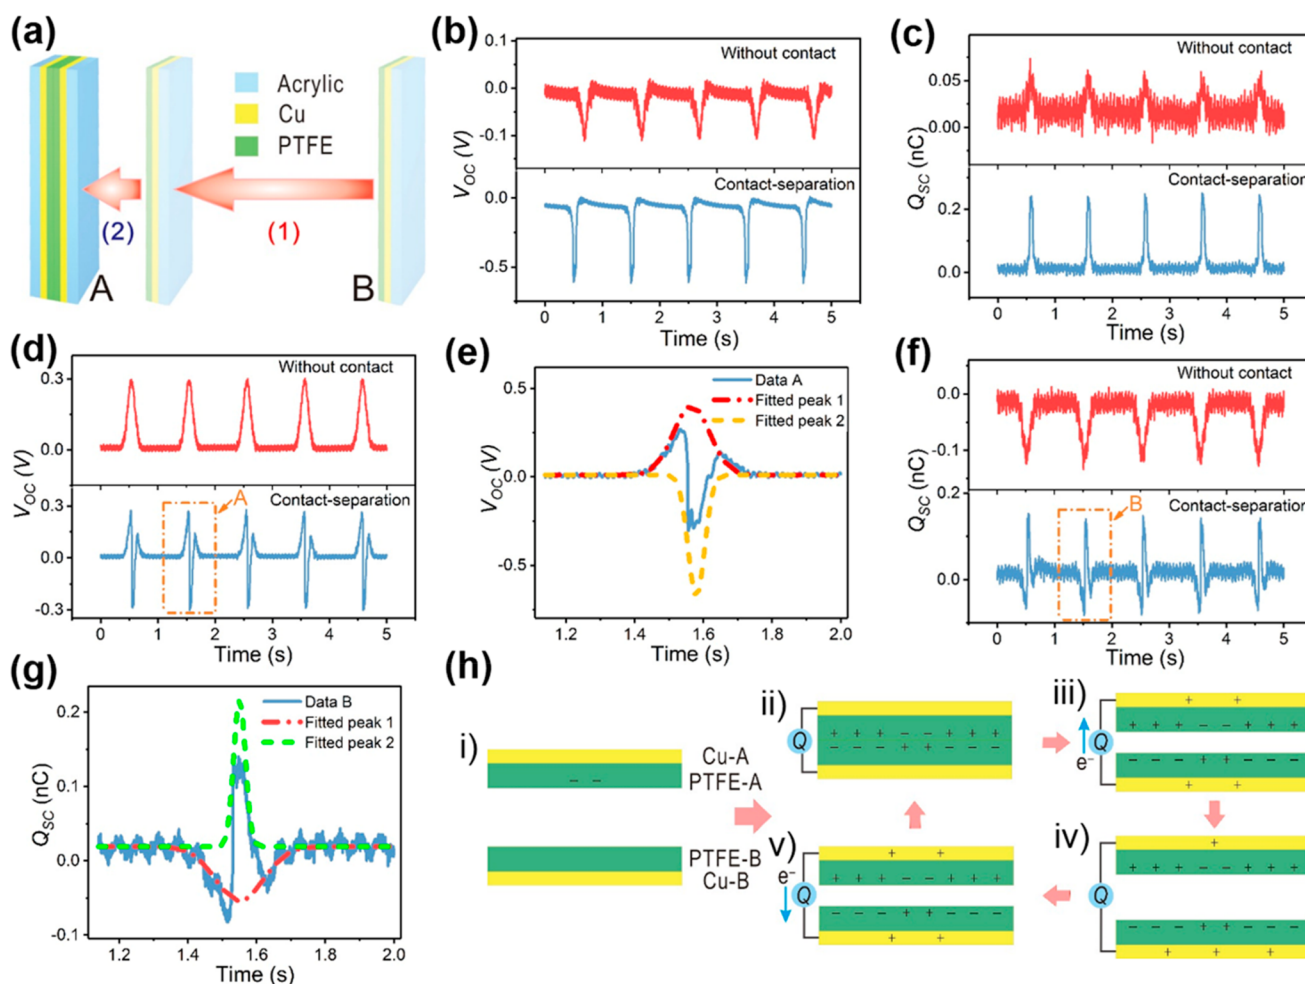 (a)
Acrylic
Cu
PTFE
(2)
(1)
A
B
(b)
0.1
0.0
-0.1
0.0
-0.5
V_OC (V)
Without contact
Contact-separation
0 1 2 3 4 5
Time (s)
(c)
0.05
0.00
0.2
0.0
Q_SC (nC)
Without contact
Contact-separation
0 1 2 3 4 5
Time (s)
(d)
0.3
0.0
0.3
0.0
-0.3
V_OC (V)
Without contact
Contact-separation
A
0 1 2 3 4 5
Time (s)
(e)
0.5
0.0
-0.5
V_OC (V)
Data A
Fitted peak 1
Fitted peak 2
1.2 1.4 1.6 1.8 2.0
Time (s)
(f)
0.0
-0.1
0.2
0.0
Q_SC (nC)
Without contact
Contact-separation
B
0 1 2 3 4 5
Time (s)
(g)
0.2
0.1
0.0
-0.1
Q_SC (nC)
Data B
Fitted peak 1
Fitted peak 2
1.2 1.4 1.6 1.8 2.0
Time (s)
(h)
i)
− −
Cu-A
PTFE-A
PTFE-B
Cu-B
ii)
Q
+ + + − − + + +
− − − + + − − −
iii)
Q
e⁻
+ +
+ + + − − + + +
− − − + + − − −
+ +
iv)
Q
+
+ + + − − + + +
− − − + + − − −
+ + +
v)
e⁻
Q
+ +
+ + + − − + + +
− − − + + − − −
+ +